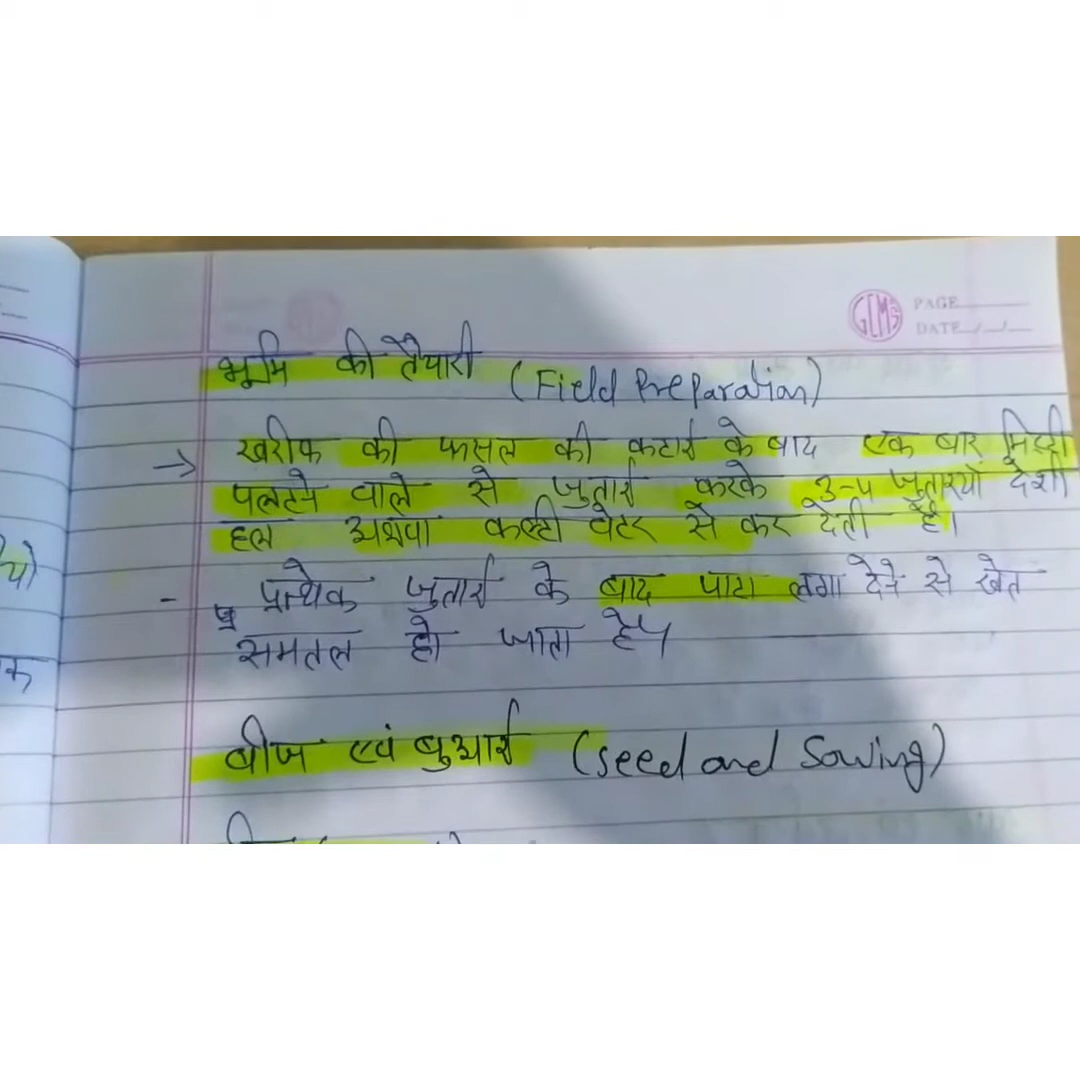 GEMS
PAGE
DATE
भूमि की तैयारी (Field Preparation)
→ खरीफ की फसल की कटाई के बाद एक बार मिट्टी
पलटने वाले से जुताई करके 3-4 जुताइयाँ देशी
हल अथवा कल्टी वेटर से कर देती है।
- प्रत्येक जुताई के बाद पाटा लगा देने से खेत
समतल हो जाता है।
बीज एवं बुआई (Seed and Sowing)